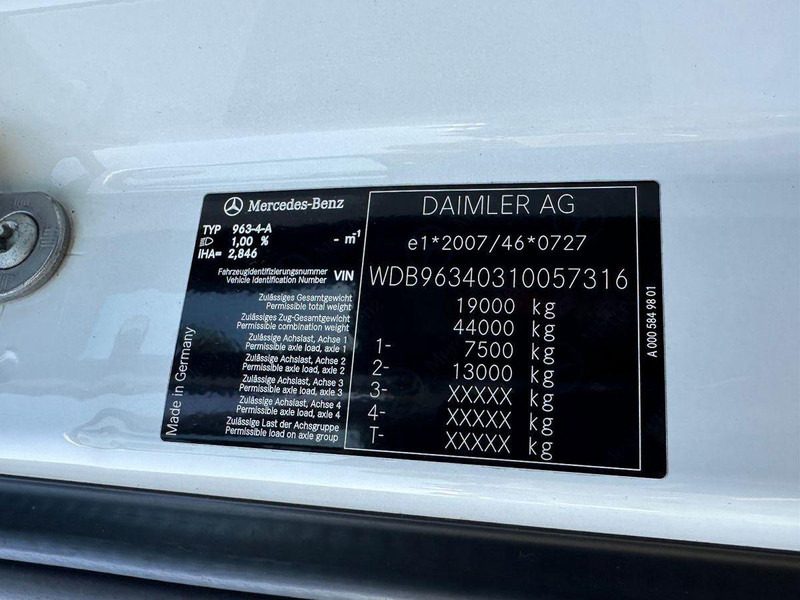 Mercedes-Benz
TYP 963-4-A
1,00 % - m⁻¹
IHA= 2,846
DAIMLER AG
e1*2007/46*0727
Fahrzeugidentifizierungsnummer
Vehicle Identification Number VIN WDB96340310057316
Zulässiges Gesamtgewicht
Permissible total weight 19000 kg
Zulässiges Zug-Gesamtgewicht
Permissible combination weight 44000 kg
Zulässige Achslast, Achse 1
Permissible axle load, axle 1 1- 7500 kg
Zulässige Achslast, Achse 2
Permissible axle load, axle 2 2- 13000 kg
Zulässige Achslast, Achse 3
Permissible axle load, axle 3 3- XXXXX kg
Zulässige Achslast, Achse 4
Permissible axle load, axle 4 4- XXXXX kg
Zulässige Last der Achsgruppe
Permissible load on axle group T- XXXXX kg
Made in Germany
A 000 584 98 01